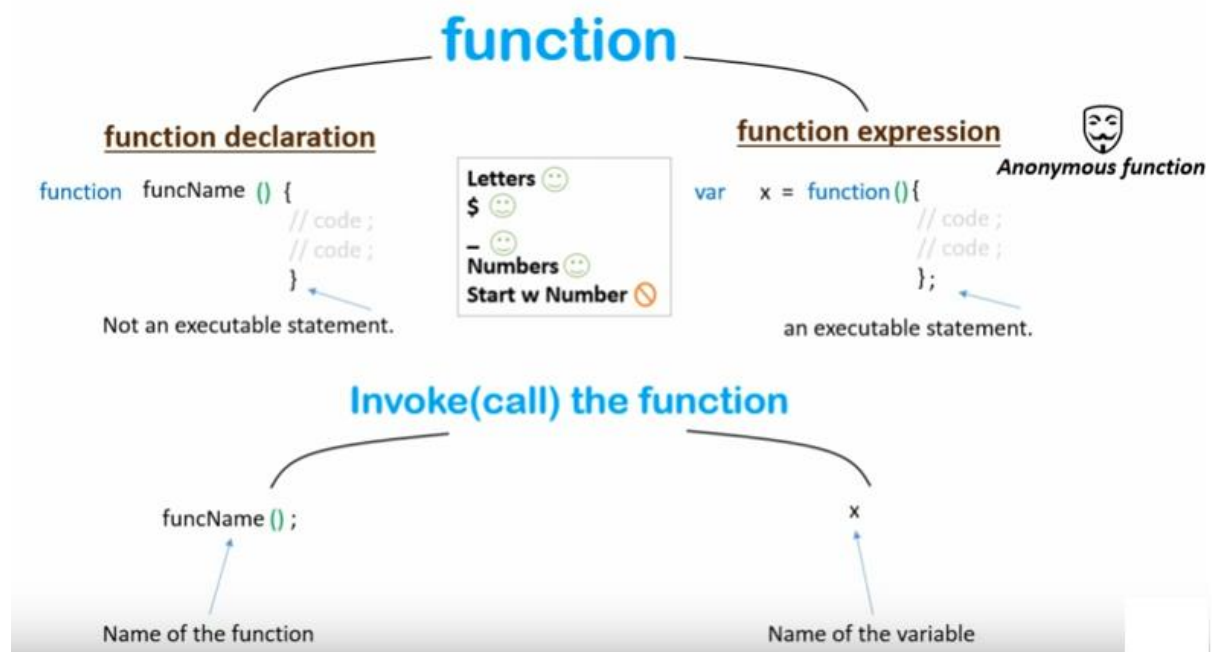 function
function declaration
function expression
Anonymous function
function funcName () {
// code ;
// code ;
}
Not an executable statement.
Letters
$
_
Numbers
Start w Number
var x = function(){
// code ;
// code ;
};
an executable statement.
Invoke(call) the function
funcName();
x
Name of the function
Name of the variable